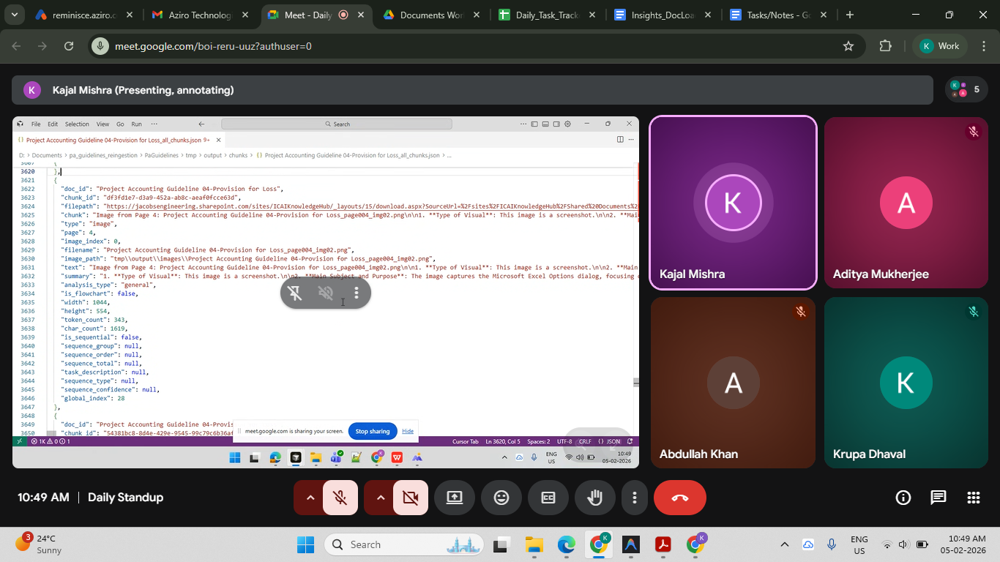 reminisce.aziro.c
Aziro Technolog
Meet - Daily
Documents Wor
Daily_Task_Track
Insights_DocLoa
Tasks/Notes - Go
meet.google.com/boi-reru-uuz?authuser=0
K Work
K Kajal Mishra (Presenting, annotating)
5
File Edit Selection View Go Run ··· Search
Project Accounting Guideline 04-Provision for Loss_all_chunks.json 9+
D: > Documents > pa_guidelines_reingestion > PaGuidelines > tmp > output > chunks > {} Project Accounting Guideline 04-Provision for Loss_all_chunks.json > ...
3607 {
3620 },
3621 {
3622 "doc_id": "Project Accounting Guideline 04-Provision for Loss",
3623 "chunk_id": "df3fd1e7-d3a9-452a-ab8c-aeaf0fcce63d",
3624 "filepath": "https://jacobsengineering.sharepoint.com/sites/ICAIKnowledgeHub/_layouts/15/download.aspx?SourceUrl=%2Fsites%2FICAIKnowledgeHub%2FShared%20Documents%2
3625 "chunk": "Image from Page 4: Project Accounting Guideline 04-Provision for Loss_page004_img02.png\n\n1. **Type of Visual**: This image is a screenshot.\n\n2. **Mai
3626 "type": "image",
3627 "page": 4,
3628 "image_index": 0,
3629 "filename": "Project Accounting Guideline 04-Provision for Loss_page004_img02.png",
3630 "image_path": "tmp\\output\\images\\Project Accounting Guideline 04-Provision for Loss_page004_img02.png",
3631 "text": "Image from Page 4: Project Accounting Guideline 04-Provision for Loss_page004_img02.png\n\n1. **Type of Visual**: This image is a screenshot.\n\n2. **Main
3632 "summary": "1. **Type of Visual**: This image is a screenshot.\n\n2. **Main Subject and Purpose**: The image captures the Microsoft Excel Options dialog, focusing
3633 "analysis_type": "general",
3634 "is_flowchart": false,
3635 "width": 1044,
3636 "height": 554,
3637 "token_count": 343,
3638 "char_count": 1619,
3639 "is_sequential": false,
3640 "sequence_group": null,
3641 "sequence_order": null,
3642 "sequence_total": null,
3643 "task_description": null,
3644 "sequence_type": null,
3645 "sequence_confidence": null,
3646 "global_index": 28
3647 },
3648 {
3649 "doc_id": "Project Accounting Guideline 04-Provis
3650 "chunk_id": "54381bc8-8d4e-429e-9545-99c79c6b36af
meet.google.com is sharing your screen. Stop sharing Hide
1K 0 1 Cursor Tab Ln 3620, Col 5 Spaces: 2 UTF-8 CRLF {} JSON
ENG
US
10:49
05-02-2026
K
Kajal Mishra
A
Aditya Mukherjee
A
Abdullah Khan
K
Krupa Dhaval
10:49 AM | Daily Standup
3
24°C
Sunny
Search
ENG
US
10:49 AM
05-02-2026